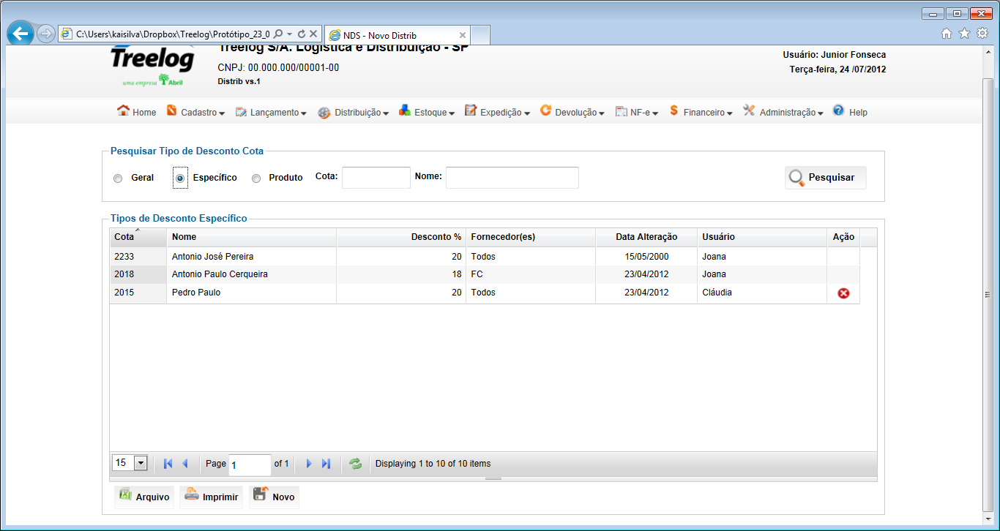 C:\Users\kaisilva\Dropbox\Treelog\Protótipo_23_0
NDS - Novo Distrib
Treelog
uma empresa Abril
Treelog S/A. Logística e Distribuição - SP
CNPJ: 00.000.000/00001-00
Distrib vs.1
Usuário: Junior Fonseca
Terça-feira, 24 /07/2012
Home Cadastro Lançamento Distribuição Estoque Expedição Devolução NF-e Financeiro Administração Help
Pesquisar Tipo de Desconto Cota
Geral Específico Produto Cota: Nome: Pesquisar
Tipos de Desconto Específico
Cota Nome Desconto % Fornecedor(es) Data Alteração Usuário Ação
2233 Antonio José Pereira 20 Todos 15/05/2000 Joana
2018 Antonio Paulo Cerqueira 18 FC 23/04/2012 Joana
2015 Pedro Paulo 20 Todos 23/04/2012 Cláudia
15 Page 1 of 1 Displaying 1 to 10 of 10 items
Arquivo Imprimir Novo